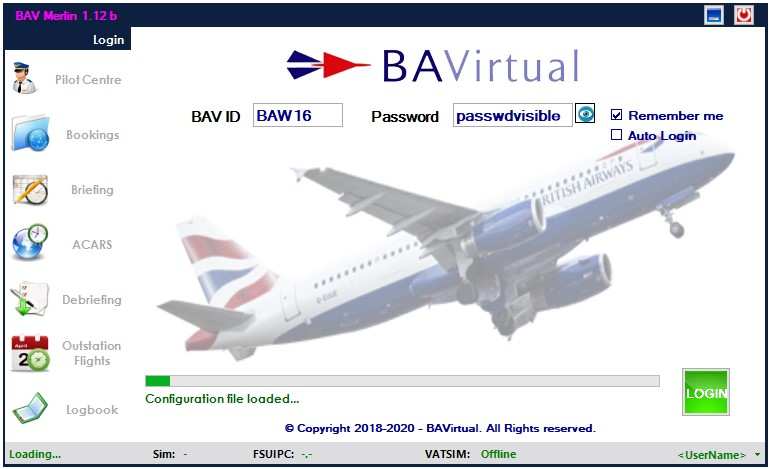 BAV Merlin 1.12 b
Login
Pilot Centre
Bookings
Briefing
ACARS
Debriefing
April
2
Outstation
Flights
Logbook
BAVirtual
BAV ID
BAW16
Password
passwdvisible
Remember me
Auto Login
BRITISH AIRWAYS
Configuration file loaded...
LOGIN
© Copyright 2018-2020 - BAVirtual. All Rights reserved.
Loading...
Sim: -
FSUIPC: -.-
VATSIM: Offline
<UserName>